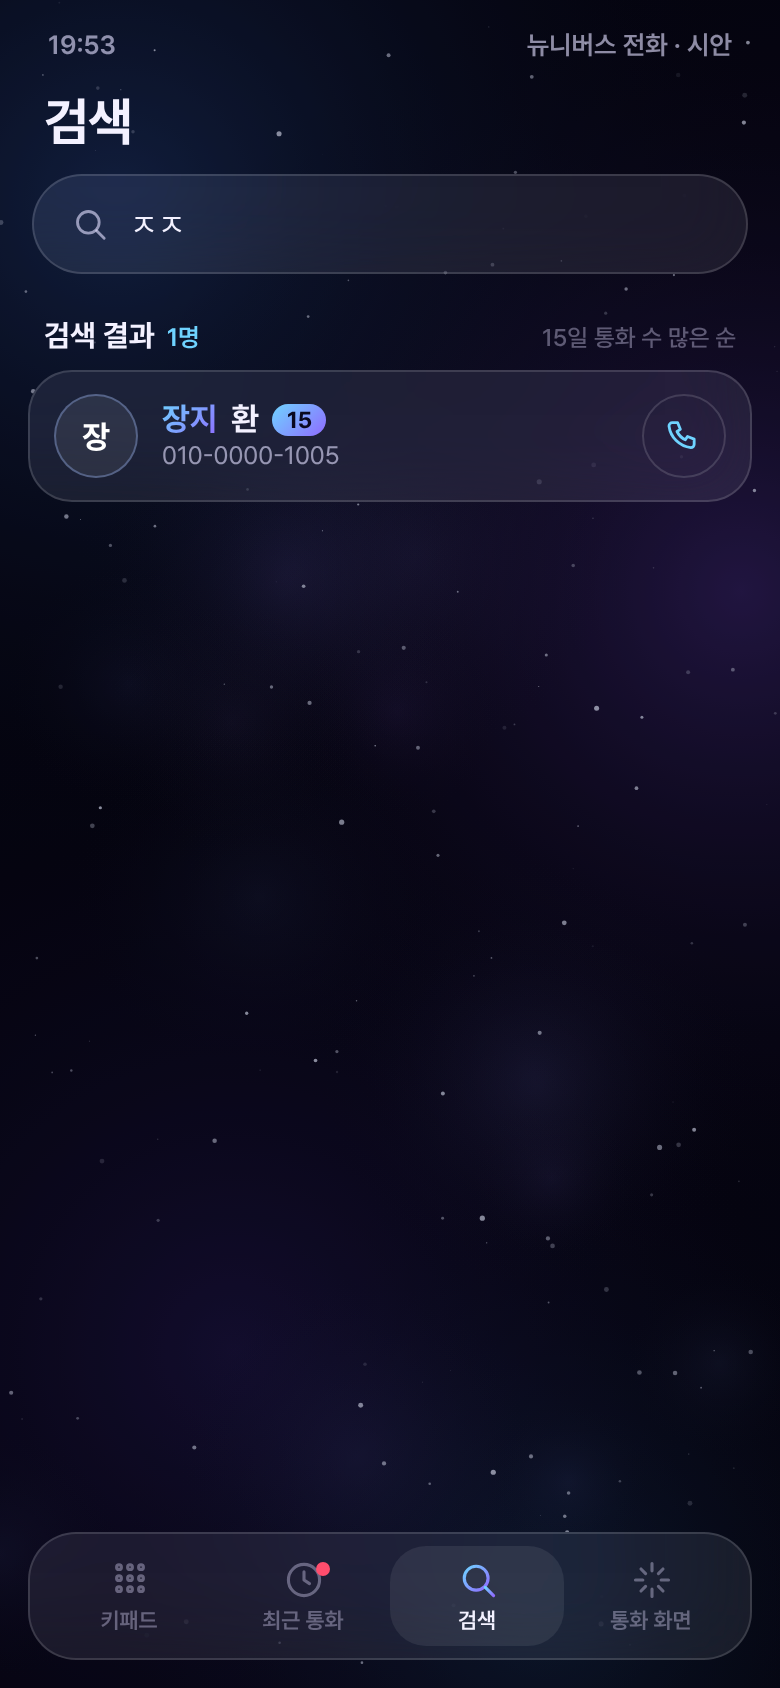 19:53 뉴니버스 전화 · 시안
검색
ㅈㅈ
검색 결과 1명 15일 통화 수 많은 순
장 장지 환 15
010-0000-1005
키패드 최근 통화 검색 통화 화면